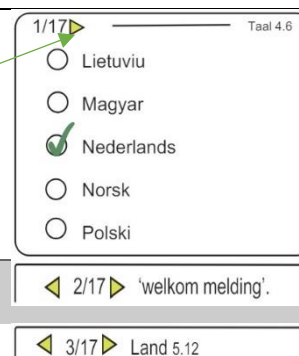 1/17 Taal 4.6
Lietuviu
Magyar
Nederlands
Norsk
Polski
2/17 'welkom melding'.
3/17 Land 5.12